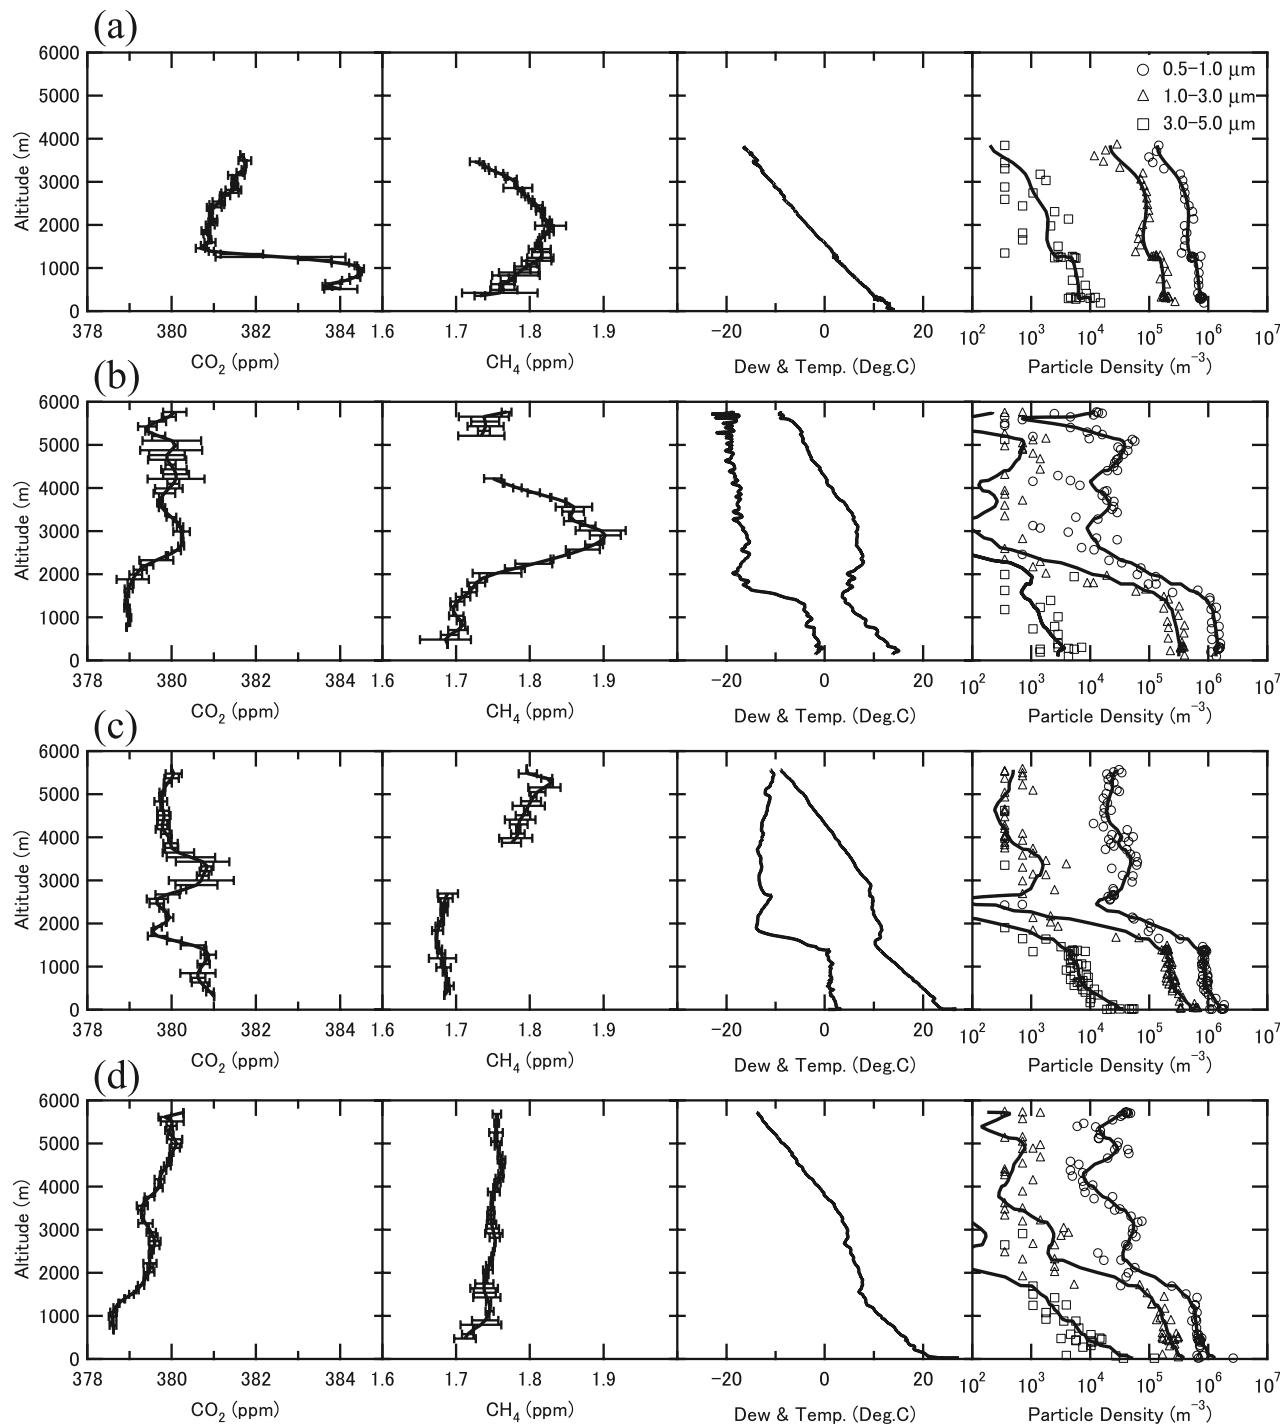 (a)
6000
5000
4000
3000
2000
1000
0
Altitude (m)
378 380 382 384
CO2 (ppm)
1.6 1.7 1.8 1.9
CH4 (ppm)
−20 0 20
Dew & Temp. (Deg.C)
10^2 10^3 10^4 10^5 10^6 10^7
Particle Density (m^−3)
0.5−1.0 μm
1.0−3.0 μm
3.0−5.0 μm
(b)
6000
5000
4000
3000
2000
1000
0
Altitude (m)
378 380 382 384
CO2 (ppm)
1.6 1.7 1.8 1.9
CH4 (ppm)
−20 0 20
Dew & Temp. (Deg.C)
10^2 10^3 10^4 10^5 10^6 10^7
Particle Density (m^−3)
(c)
6000
5000
4000
3000
2000
1000
0
Altitude (m)
378 380 382 384
CO2 (ppm)
1.6 1.7 1.8 1.9
CH4 (ppm)
−20 0 20
Dew & Temp. (Deg.C)
10^2 10^3 10^4 10^5 10^6 10^7
Particle Density (m^−3)
(d)
6000
5000
4000
3000
2000
1000
0
Altitude (m)
378 380 382 384
CO2 (ppm)
1.6 1.7 1.8 1.9
CH4 (ppm)
−20 0 20
Dew & Temp. (Deg.C)
10^2 10^3 10^4 10^5 10^6 10^7
Particle Density (m^−3)